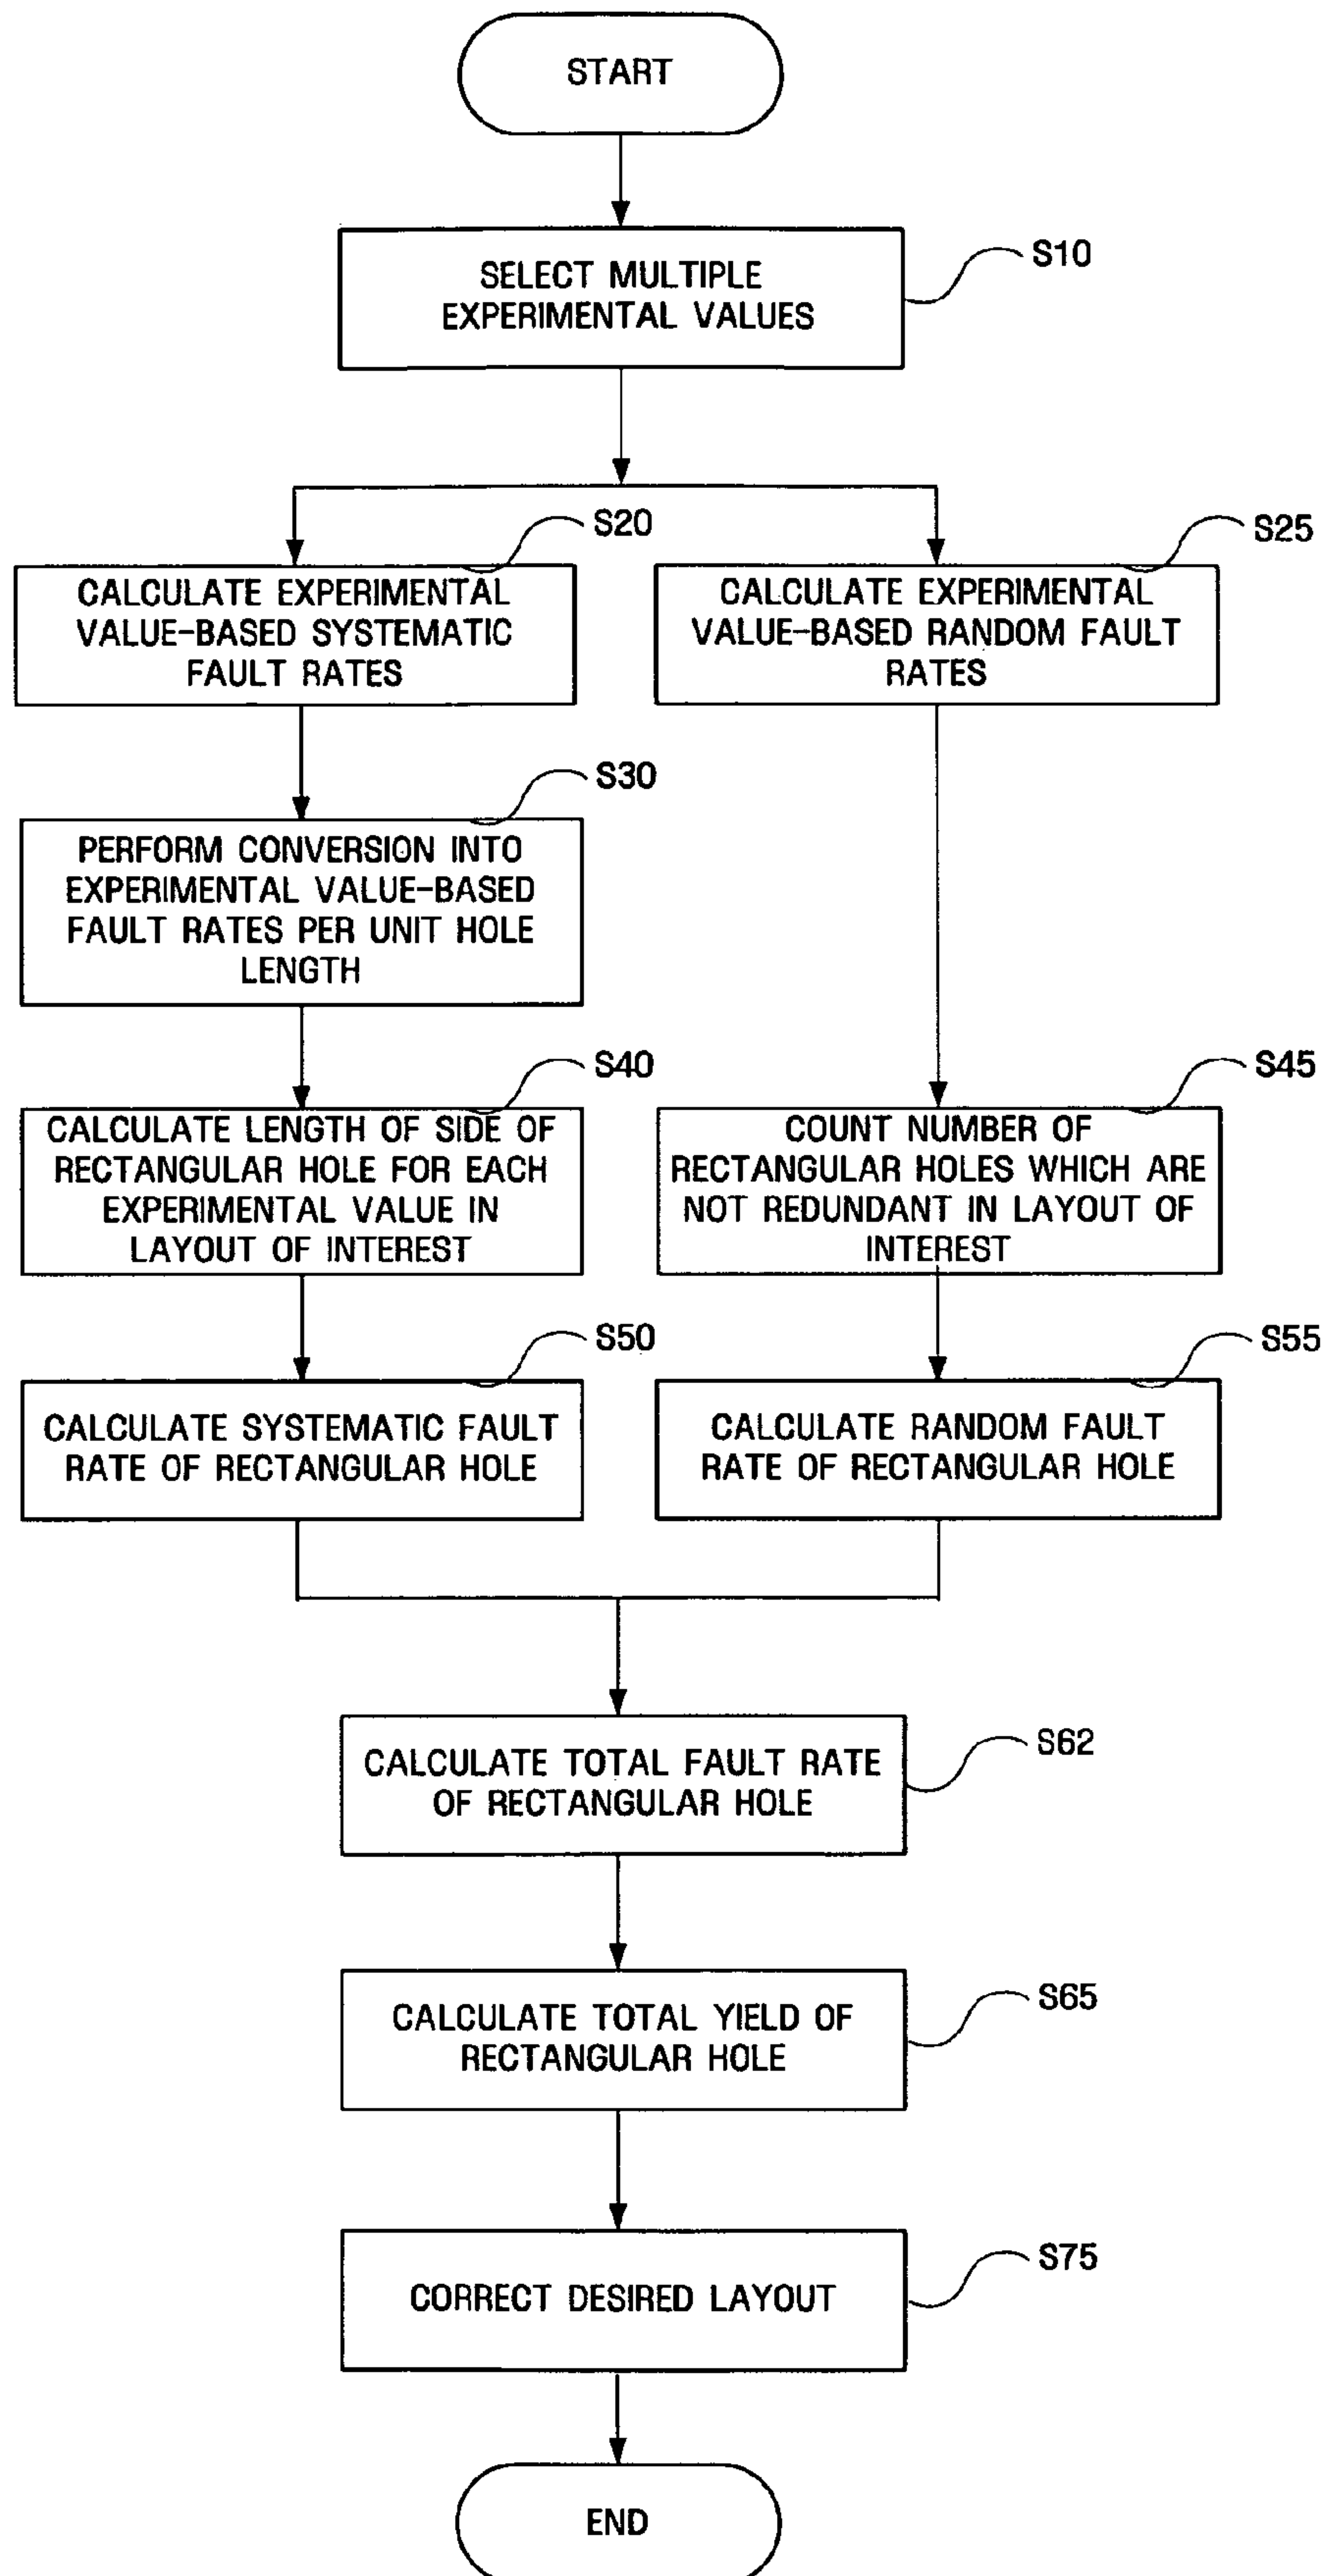 START
SELECT MULTIPLE
EXPERIMENTAL VALUES
S10
S20
CALCULATE EXPERIMENTAL
VALUE-BASED SYSTEMATIC
FAULT RATES
S25
CALCULATE EXPERIMENTAL
VALUE-BASED RANDOM FAULT
RATES
S30
PERFORM CONVERSION INTO
EXPERIMENTAL VALUE-BASED
FAULT RATES PER UNIT HOLE
LENGTH
S40
CALCULATE LENGTH OF SIDE OF
RECTANGULAR HOLE FOR EACH
EXPERIMENTAL VALUE IN
LAYOUT OF INTEREST
S45
COUNT NUMBER OF
RECTANGULAR HOLES WHICH ARE
NOT REDUNDANT IN LAYOUT OF
INTEREST
S50
CALCULATE SYSTEMATIC FAULT
RATE OF RECTANGULAR HOLE
S55
CALCULATE RANDOM FAULT
RATE OF RECTANGULAR HOLE
S62
CALCULATE TOTAL FAULT RATE
OF RECTANGULAR HOLE
S65
CALCULATE TOTAL YIELD OF
RECTANGULAR HOLE
S75
CORRECT DESIRED LAYOUT
END